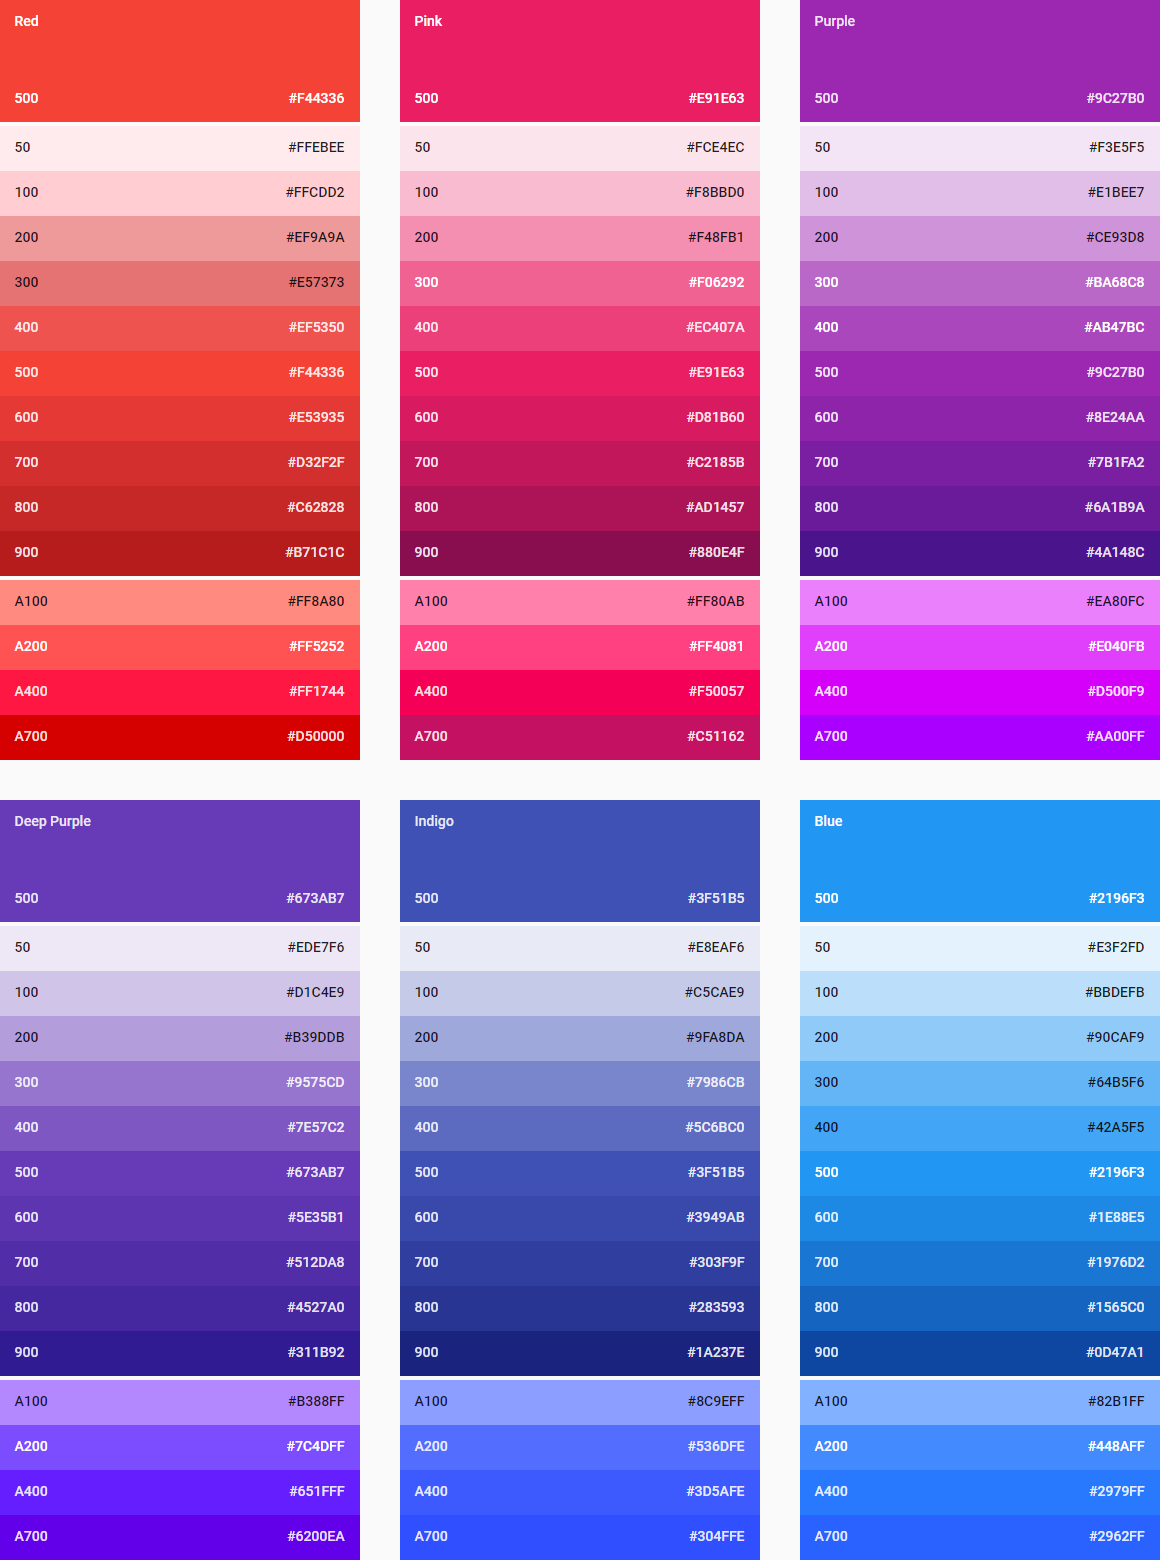 Red
500 #F44336
50 #FFEBEE
100 #FFCDD2
200 #EF9A9A
300 #E57373
400 #EF5350
500 #F44336
600 #E53935
700 #D32F2F
800 #C62828
900 #B71C1C
A100 #FF8A80
A200 #FF5252
A400 #FF1744
A700 #D50000
Pink
500 #E91E63
50 #FCE4EC
100 #F8BBD0
200 #F48FB1
300 #F06292
400 #EC407A
500 #E91E63
600 #D81B60
700 #C2185B
800 #AD1457
900 #880E4F
A100 #FF80AB
A200 #FF4081
A400 #F50057
A700 #C51162
Purple
500 #9C27B0
50 #F3E5F5
100 #E1BEE7
200 #CE93D8
300 #BA68C8
400 #AB47BC
500 #9C27B0
600 #8E24AA
700 #7B1FA2
800 #6A1B9A
900 #4A148C
A100 #EA80FC
A200 #E040FB
A400 #D500F9
A700 #AA00FF
Deep Purple
500 #673AB7
50 #EDE7F6
100 #D1C4E9
200 #B39DDB
300 #9575CD
400 #7E57C2
500 #673AB7
600 #5E35B1
700 #512DA8
800 #4527A0
900 #311B92
A100 #B388FF
A200 #7C4DFF
A400 #651FFF
A700 #6200EA
Indigo
500 #3F51B5
50 #E8EAF6
100 #C5CAE9
200 #9FA8DA
300 #7986CB
400 #5C6BC0
500 #3F51B5
600 #3949AB
700 #303F9F
800 #283593
900 #1A237E
A100 #8C9EFF
A200 #536DFE
A400 #3D5AFE
A700 #304FFE
Blue
500 #2196F3
50 #E3F2FD
100 #BBDEFB
200 #90CAF9
300 #64B5F6
400 #42A5F5
500 #2196F3
600 #1E88E5
700 #1976D2
800 #1565C0
900 #0D47A1
A100 #82B1FF
A200 #448AFF
A400 #2979FF
A700 #2962FF